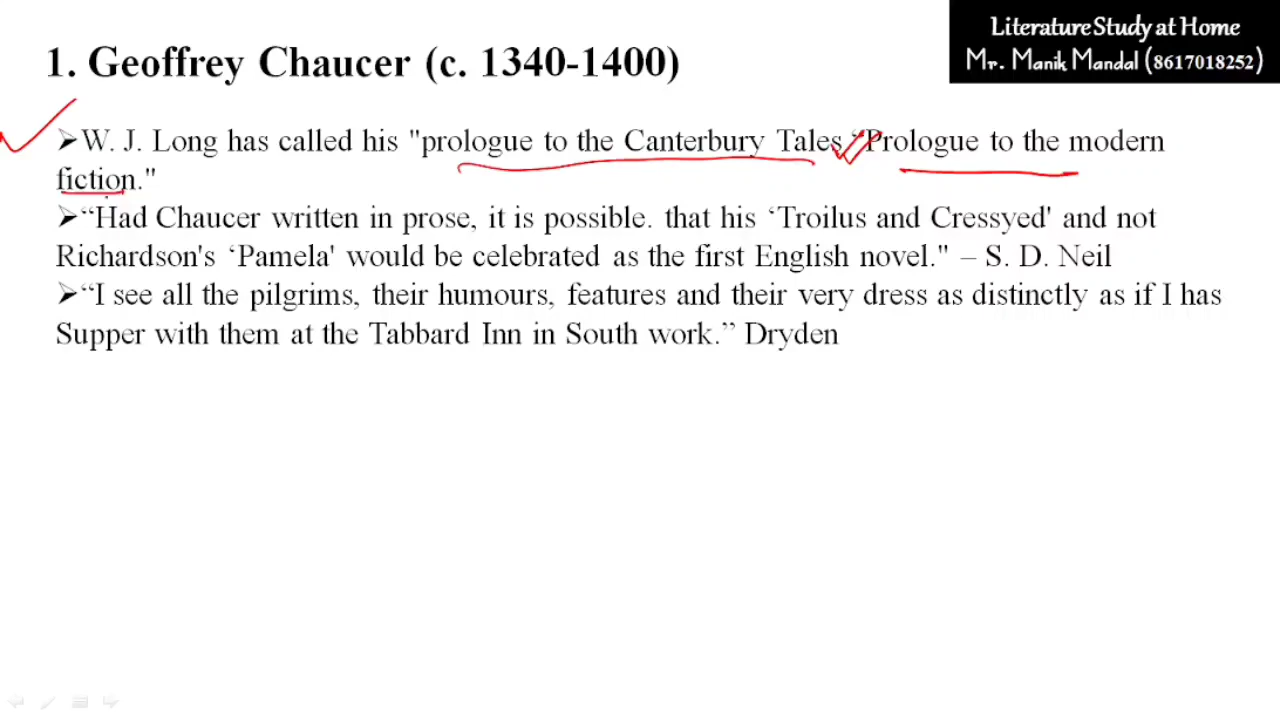 Literature Study at Home
Mr. Manik Mandal (8617018252)
1. Geoffrey Chaucer (c. 1340-1400)
➢W. J. Long has called his "prologue to the Canterbury Tales “Prologue to the modern
fiction."
➢“Had Chaucer written in prose, it is possible. that his ‘Troilus and Cressyed' and not
Richardson's ‘Pamela' would be celebrated as the first English novel." – S. D. Neil
➢“I see all the pilgrims, their humours, features and their very dress as distinctly as if I has
Supper with them at the Tabbard Inn in South work.” Dryden